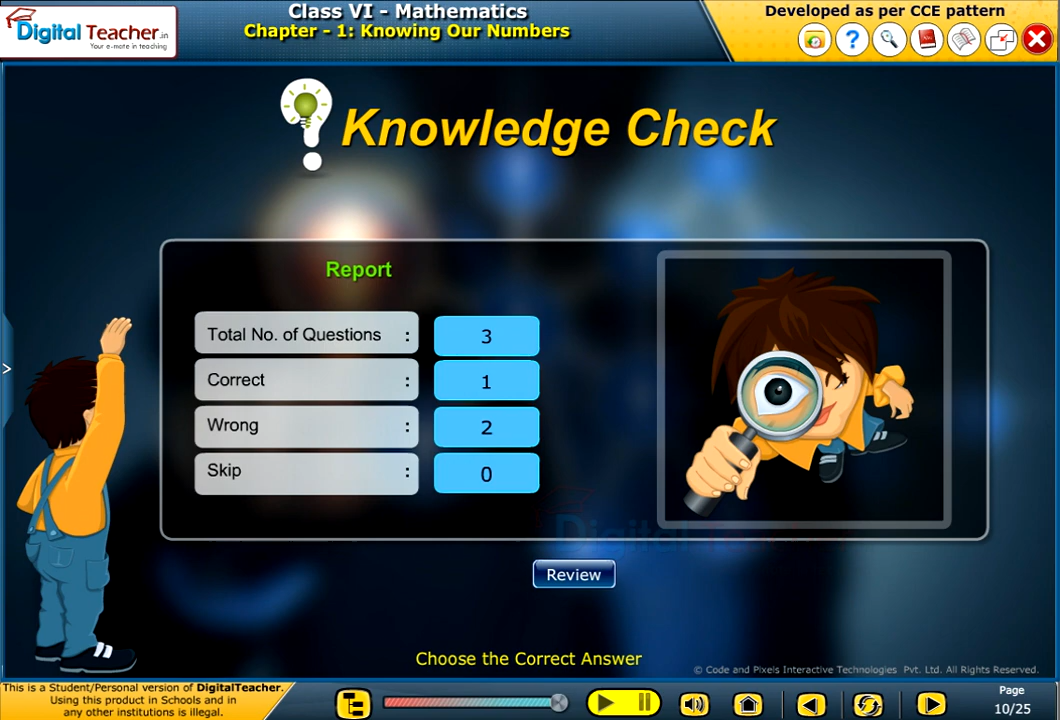 Digital Teacher.in
Your e-mate in teaching
Class VI - Mathematics
Chapter - 1: Knowing Our Numbers
Developed as per CCE pattern
Knowledge Check
Report
Total No. of Questions : 3
Correct : 1
Wrong : 2
Skip : 0
Digital
Review
Choose the Correct Answer
© Code and Pixels Interactive Technologies Pvt. Ltd. All Rights Reserved.
This is a Student/Personal version of DigitalTeacher.
Using this product in Schools and in
any other institutions is illegal.
Page
10/25